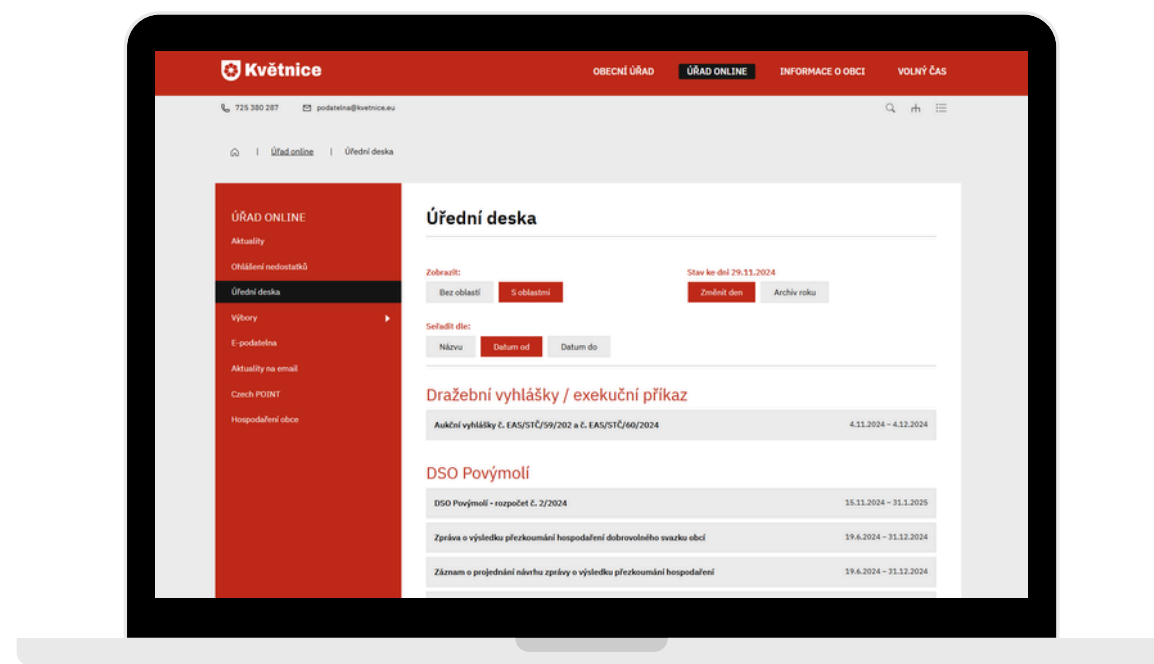 Květnice
OBECNÍ ÚŘAD ÚŘAD ONLINE INFORMACE O OBCI VOLNÝ ČAS
725 380 287 podatelna@kvetnice.eu
| Úřad online | Úřední deska
ÚŘAD ONLINE
Aktuality
Ohlášení nedostatků
Úřední deska
Výbory
E-podatelna
Aktuality na email
Czech POINT
Hospodaření obce
Úřední deska
Zobrazit:
Bez oblastí S oblastmi
Stav ke dni 29.11.2024
Změnit den Archiv roku
Seřadit dle:
Názvu Datum od Datum do
Dražební vyhlášky / exekuční příkaz
Aukční vyhlášky č. EAS/STČ/59/202 a č. EAS/STČ/60/2024 4.11.2024 – 4.12.2024
DSO Povýmolí
DSO Povýmolí - rozpočet č. 2/2024 15.11.2024 – 31.1.2025
Zpráva o výsledku přezkoumání hospodaření dobrovolného svazku obcí 19.6.2024 – 31.12.2024
Záznam o projednání návrhu zprávy o výsledku přezkoumání hospodaření 19.6.2024 – 31.12.2024